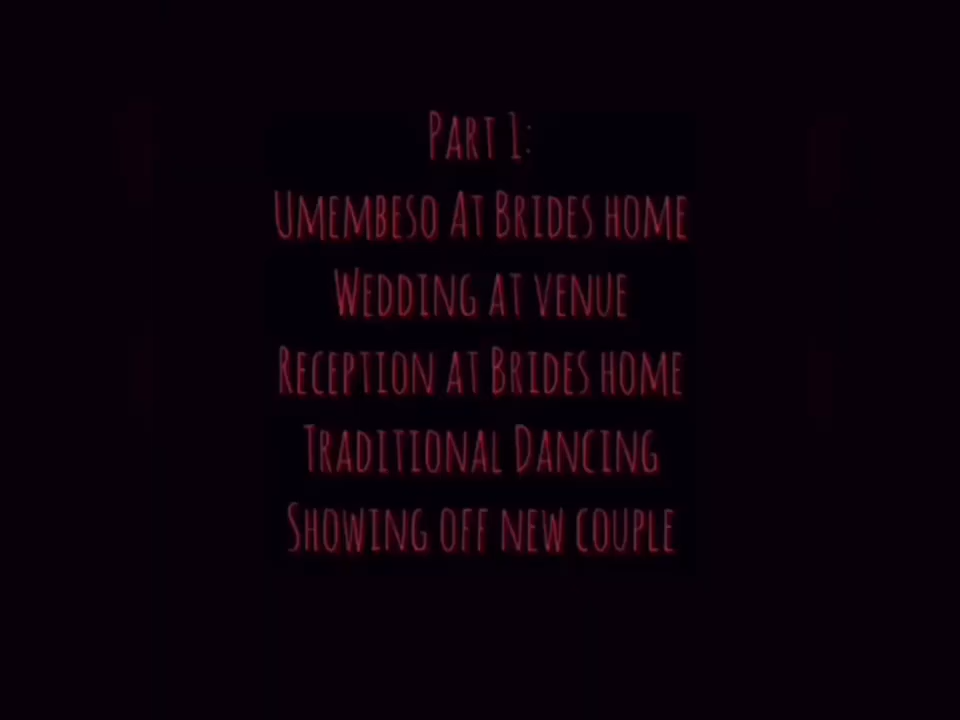 Part 1:
Umembeso At Brides home
Wedding at venue
Reception at Brides home
Traditional Dancing
Showing off new couple